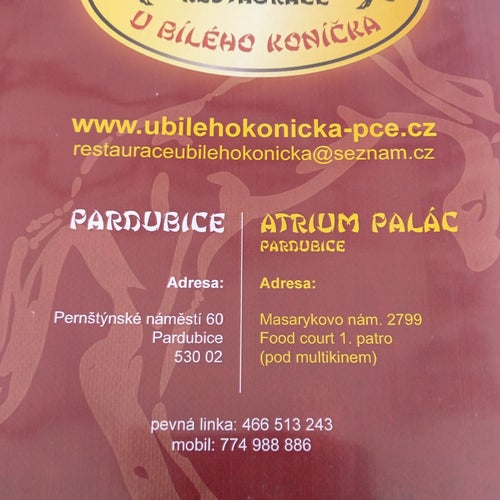 RESTAURACE
U BÍLÉHO KONÍČKA
www.ubilehokonicka-pce.cz
restauraceubilehokonicka@seznam.cz
PARDUBICE
Adresa:
Pernštýnské náměstí 60
Pardubice
530 02
ATRIUM PALÁC
PARDUBICE
Adresa:
Masarykovo nám. 2799
Food court 1. patro
(pod multikinem)
pevná linka: 466 513 243
mobil: 774 988 886